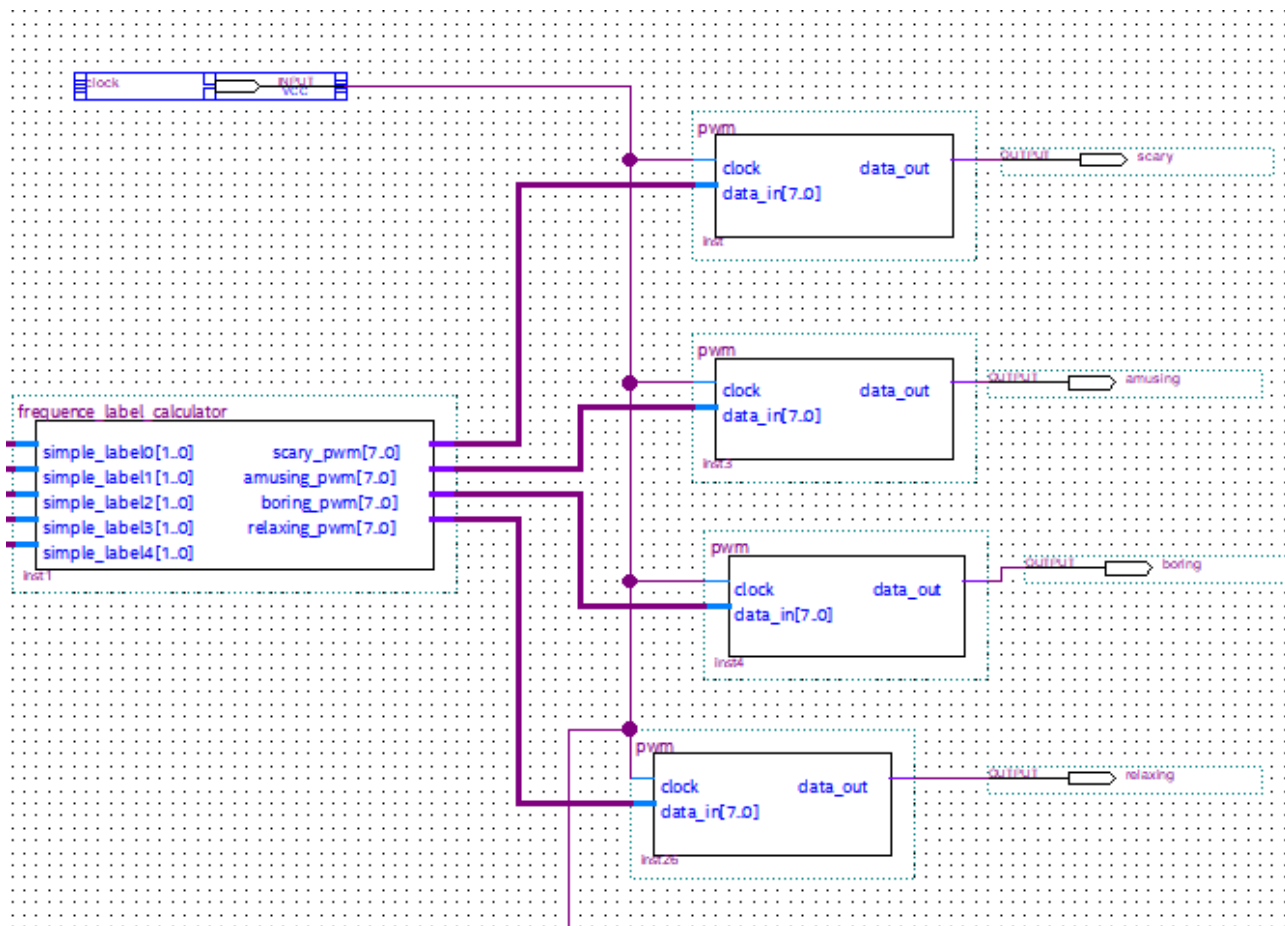 clock
INPUT
VCC
pwm
clock
data_out
data_in[7..0]
inst
OUTPUT
scary
pwm
clock
data_out
data_in[7..0]
inst3
OUTPUT
amusing
frequence_label_calculator
simple_label0[1..0]
scary_pwm[7..0]
simple_label1[1..0]
amusing_pwm[7..0]
simple_label2[1..0]
boring_pwm[7..0]
simple_label3[1..0]
relaxing_pwm[7..0]
simple_label4[1..0]
inst1
pwm
clock
data_out
data_in[7..0]
inst4
OUTPUT
boring
pwm
clock
data_out
data_in[7..0]
inst26
OUTPUT
relaxing